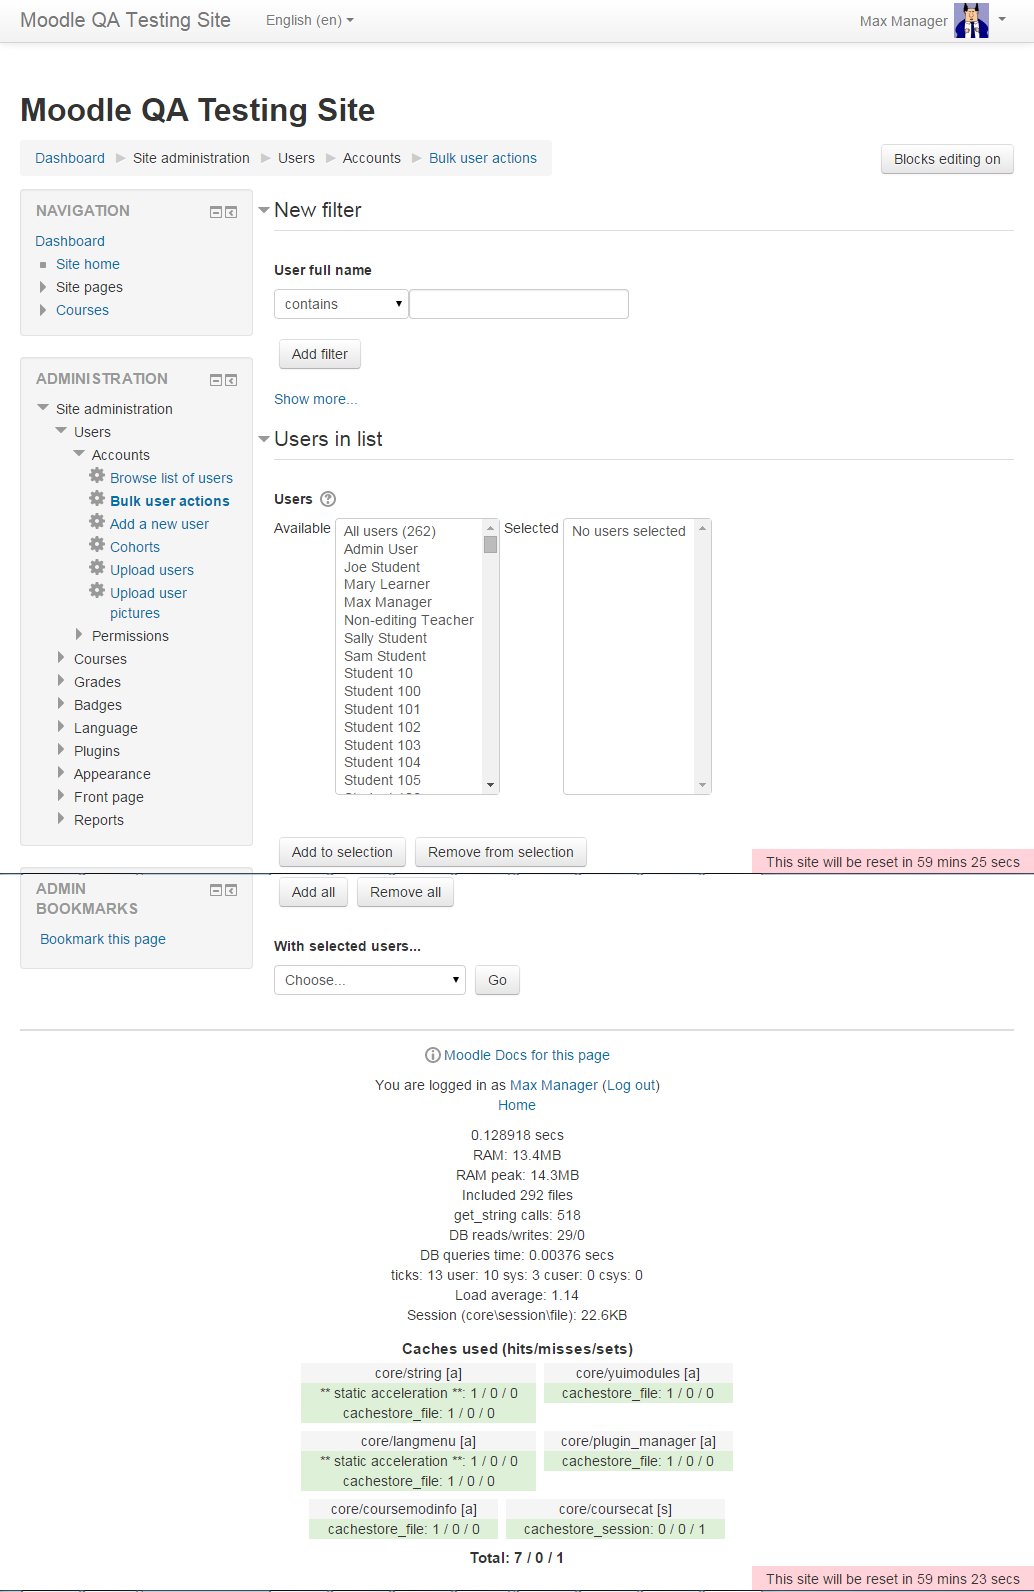 Moodle QA Testing Site
English (en)
Max Manager
Moodle QA Testing Site
Dashboard
Site administration
Users
Accounts
Bulk user actions
Blocks editing on
NAVIGATION
Dashboard
Site home
Site pages
Courses
ADMINISTRATION
Site administration
Users
Accounts
Browse list of users
Bulk user actions
Add a new user
Cohorts
Upload users
Upload user
pictures
Permissions
Courses
Grades
Badges
Language
Plugins
Appearance
Front page
Reports
ADMIN
BOOKMARKS
Bookmark this page
New filter
User full name
contains
Add filter
Show more...
Users in list
Users
Available
All users (262)
Admin User
Joe Student
Mary Learner
Max Manager
Non-editing Teacher
Sally Student
Sam Student
Student 10
Student 100
Student 101
Student 102
Student 103
Student 104
Student 105
Selected
No users selected
Add to selection
Remove from selection
This site will be reset in 59 mins 25 secs
Add all
Remove all
With selected users...
Choose...
Go
Moodle Docs for this page
You are logged in as Max Manager (Log out)
Home
0.128918 secs
RAM: 13.4MB
RAM peak: 14.3MB
Included 292 files
get_string calls: 518
DB reads/writes: 29/0
DB queries time: 0.00376 secs
ticks: 13 user: 10 sys: 3 cuser: 0 csys: 0
Load average: 1.14
Session (core\session\file): 22.6KB
Caches used (hits/misses/sets)
core/string [a]
** static acceleration **: 1 / 0 / 0
cachestore_file: 1 / 0 / 0
core/yuimodules [a]
cachestore_file: 1 / 0 / 0
core/langmenu [a]
** static acceleration **: 1 / 0 / 0
cachestore_file: 1 / 0 / 0
core/plugin_manager [a]
cachestore_file: 1 / 0 / 0
core/coursemodinfo [a]
cachestore_file: 1 / 0 / 0
core/coursecat [s]
cachestore_session: 0 / 0 / 1
Total: 7 / 0 / 1
This site will be reset in 59 mins 23 secs